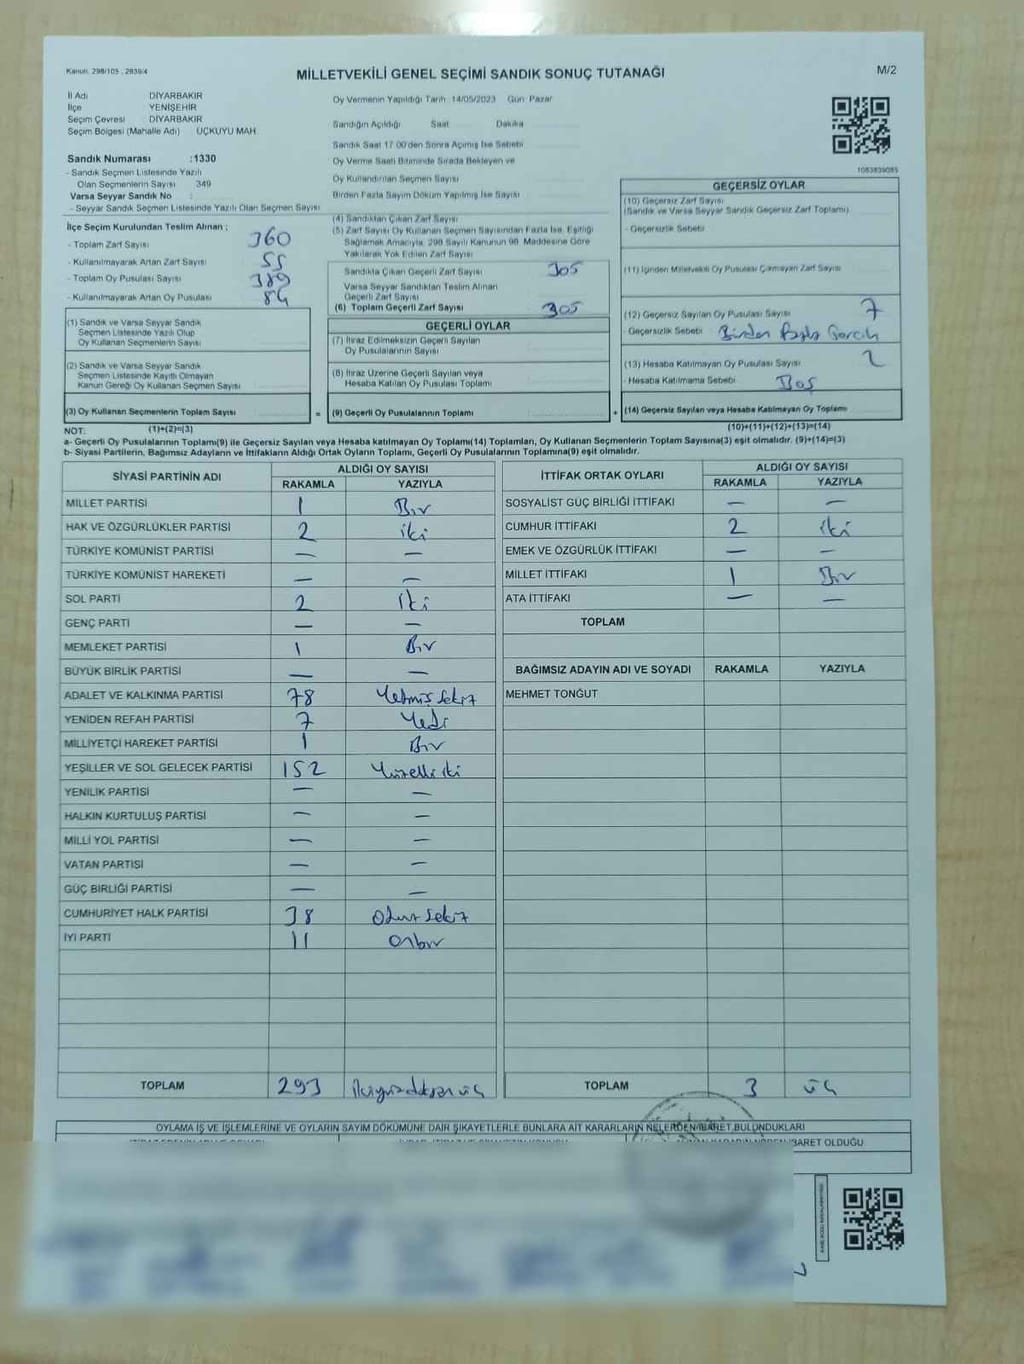 Kanun: 298/105 , 2839/4
MİLLETVEKİLİ GENEL SEÇİMİ SANDIK SONUÇ TUTANAĞI
M/2
İl Adı DİYARBAKIR
İlçe YENİŞEHİR
Seçim Çevresi DİYARBAKIR
Seçim Bölgesi (Mahalle Adı) UÇKUYU MAH.
Sandık Numarası :1330
- Sandık Seçmen Listesinde Yazılı
Olan Seçmenlerin Sayısı 349
Varsa Seyyar Sandık No :
- Seyyar Sandık Seçmen Listesinde Yazılı Olan Seçmen Sayısı
İlçe Seçim Kurulundan Teslim Alınan ;
- Toplam Zarf Sayısı 360
- Kullanılmayarak Artan Zarf Sayısı 55
- Toplam Oy Pusulası Sayısı 389
- Kullanılmayarak Artan Oy Pusulası 84
Oy Vermenin Yapıldığı Tarih 14/05/2023 Gün Pazar
Sandığın Açıldığı Saat Dakika
Sandık Saat 17.00'den Sonra Açılmış İse Sebebi
Oy Verme Saati Bitiminde Sırada Bekleyen ve
Oy Kullandırılan Seçmen Sayısı
Birden Fazla Sayım Döküm Yapılmış İse Sayısı
(4) Sandıktan Çıkan Zarf Sayısı
(5) Zarf Sayısı Oy Kullanan Seçmen Sayısından Fazla İse, Eşitliği
Sağlamak Amacıyla, 298 Sayılı Kanunun 98. Maddesine Göre
Yakılarak Yok Edilen Zarf Sayısı
Sandıkta Çıkan Geçerli Zarf Sayısı 305
Varsa Seyyar Sandıktan Teslim Alınan
Geçerli Zarf Sayısı
(6) Toplam Geçerli Zarf Sayısı 305
1083839085
GEÇERSİZ OYLAR
(10) Geçersiz Zarf Sayısı
(Sandık ve Varsa Seyyar Sandık Geçersiz Zarf Toplamı)
- Geçersizlik Sebebi
(11) İçinden Milletvekili Oy Pusulası Çıkmayan Zarf Sayısı
(12) Geçersiz Sayılan Oy Pusulası Sayısı 7
- Geçersizlik Sebebi Birden Fazla
(13) Hesaba Katılmayan Oy Pusulası Sayısı 2
- Hesaba Katılmama Sebebi Boş
(14) Geçersiz Sayılan veya Hesaba Katılmayan Oy Toplamı
(10)+(11)+(12)+(13)=(14)
(1) Sandık ve Varsa Seyyar Sandık
Seçmen Listesinde Yazılı Olup
Oy Kullanan Seçmenlerin Sayısı
(2) Sandık ve Varsa Seyyar Sandık
Seçmen Listesinde Kayıtlı Olmayan
Kanun Gereği Oy Kullanan Seçmen Sayısı
(3) Oy Kullanan Seçmenlerin Toplam Sayısı =
(1)+(2)=(3)
GEÇERLİ OYLAR
(7) İtiraz Edilmeksizin Geçerli Sayılan
Oy Pusulalarının Sayısı
(8) İtiraz Üzerine Geçerli Sayılan veya
Hesaba Katılan Oy Pusulası Toplamı
(9) Geçerli Oy Pusulalarının Toplamı +
NOT:
a- Geçerli Oy Pusulalarının Toplamı(9) ile Geçersiz Sayılan veya Hesaba katılmayan Oy Toplamı(14) Toplamları, Oy Kullanan Seçmenlerin Toplam Sayısına(3) eşit olmalıdır. (9)+(14)=(3)
b- Siyasi Partilerin, Bağımsız Adayların ve İttifakların Aldığı Ortak Oyların Toplamı, Geçerli Oy Pusulalarının Toplamına(9) eşit olmalıdır.
SİYASİ PARTİNİN ADI ALDIĞI OY SAYISI
RAKAMLA YAZIYLA
MİLLET PARTİSİ 1 Bir
HAK VE ÖZGÜRLÜKLER PARTİSİ 2 iki
TÜRKİYE KOMÜNİST PARTİSİ — —
TÜRKİYE KOMÜNİST HAREKETİ — —
SOL PARTİ 2 İki
GENÇ PARTİ — —
MEMLEKET PARTİSİ 1 Bir
BÜYÜK BİRLİK PARTİSİ — —
ADALET VE KALKINMA PARTİSİ 78 Yetmiş sekiz
YENİDEN REFAH PARTİSİ 7 Yedi
MİLLİYETÇİ HAREKET PARTİSİ 1 Bir
YEŞİLLER VE SOL GELECEK PARTİSİ 152 Yüzelli iki
YENİLİK PARTİSİ — —
HALKIN KURTULUŞ PARTİSİ — —
MİLLİ YOL PARTİSİ — —
VATAN PARTİSİ — —
GÜÇ BİRLİĞİ PARTİSİ — —
CUMHURİYET HALK PARTİSİ 38 Otuz sekiz
İYİ PARTİ 11 Onbir
TOPLAM 293 ikiyüzdoksan üç
İTTİFAK ORTAK OYLARI ALDIĞI OY SAYISI
RAKAMLA YAZIYLA
SOSYALİST GÜÇ BİRLİĞİ İTTİFAKI — —
CUMHUR İTTİFAKI 2 iki
EMEK VE ÖZGÜRLÜK İTTİFAKI — —
MİLLET İTTİFAKI 1 Bir
ATA İTTİFAKI — —
TOPLAM
BAĞIMSIZ ADAYIN ADI VE SOYADI RAKAMLA YAZIYLA
MEHMET TONĞUT
TOPLAM 3 üç
OYLAMA İŞ VE İŞLEMLERİNE VE OYLARIN SAYIM DÖKÜMÜNE DAİR ŞİKAYETLERLE BUNLARA AİT KARARLARIN NELERDEN İBARET BULUNDUKLARI
İBARET OLDUĞU